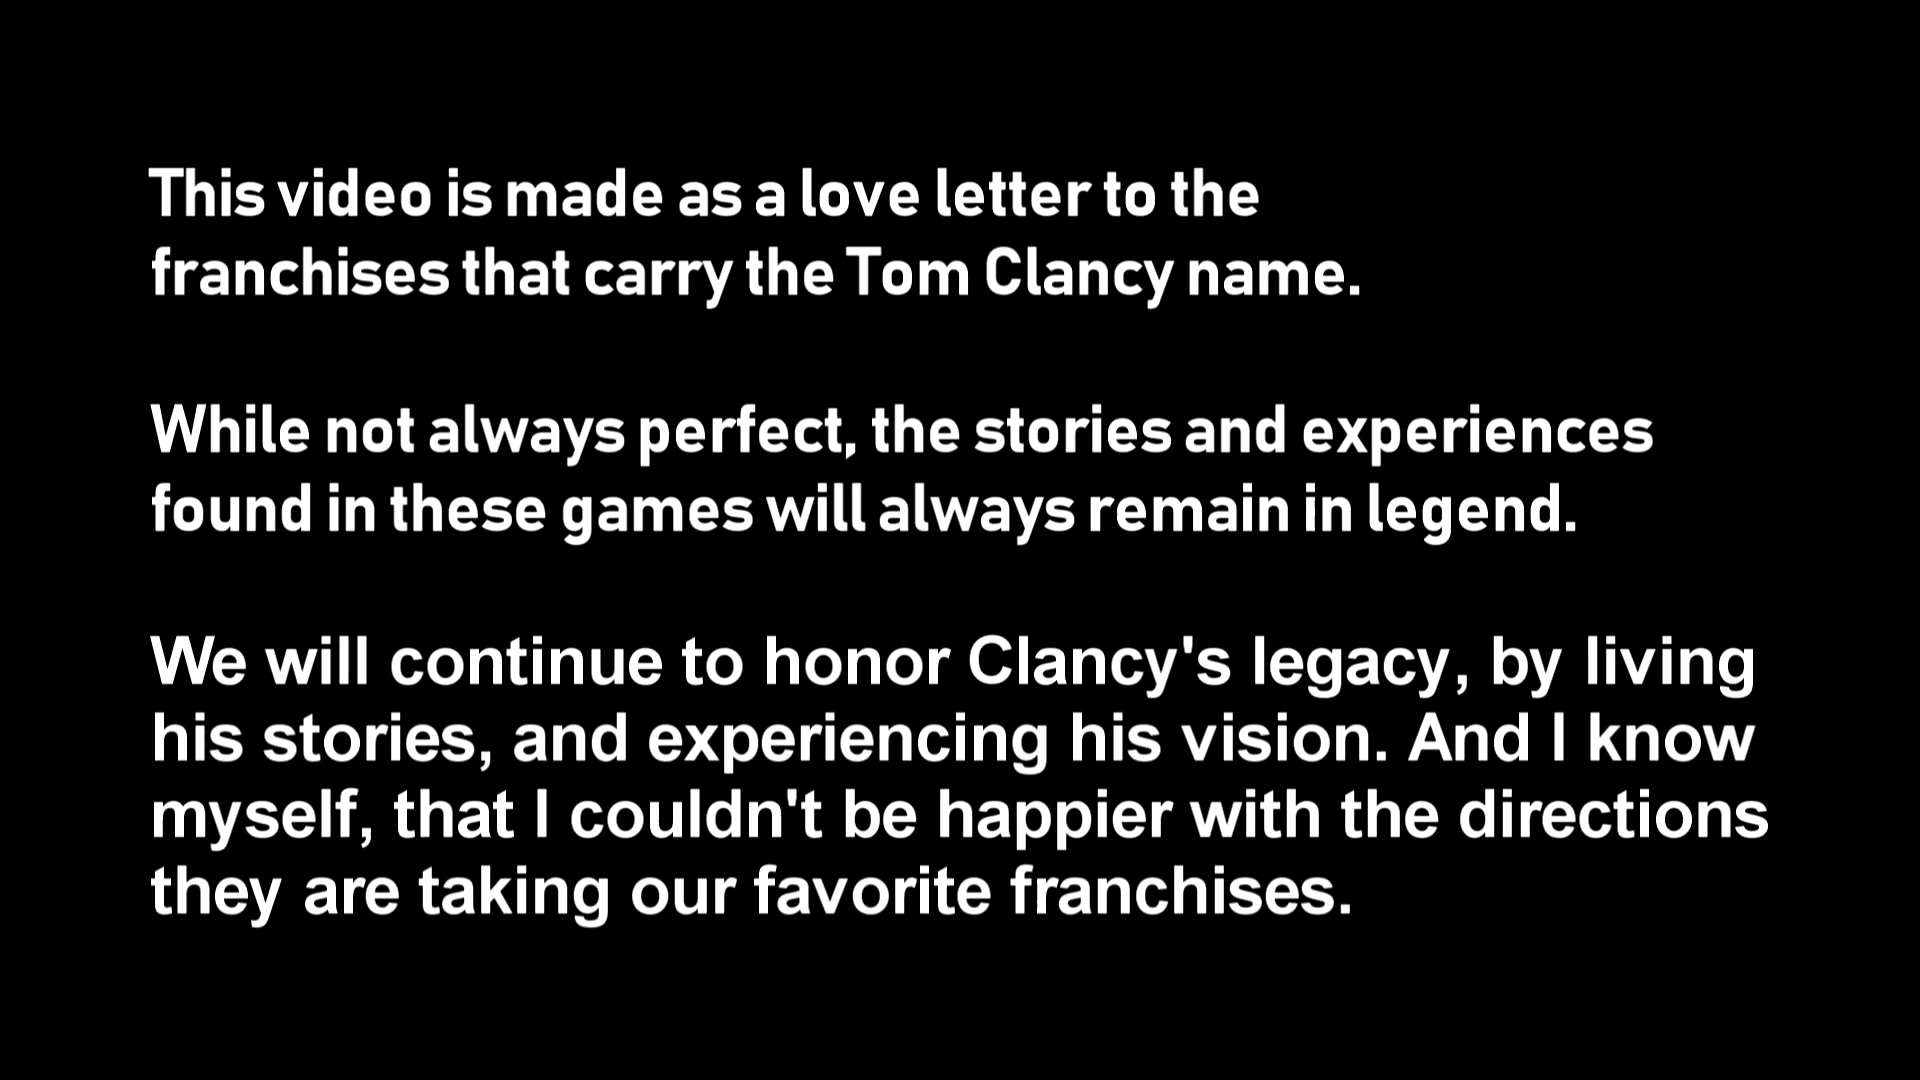 This video is made as a love letter to the
franchises that carry the Tom Clancy name.
While not always perfect, the stories and experiences
found in these games will always remain in legend.
We will continue to honor Clancy's legacy, by living
his stories, and experiencing his vision. And I know
myself, that I couldn't be happier with the directions
they are taking our favorite franchises.